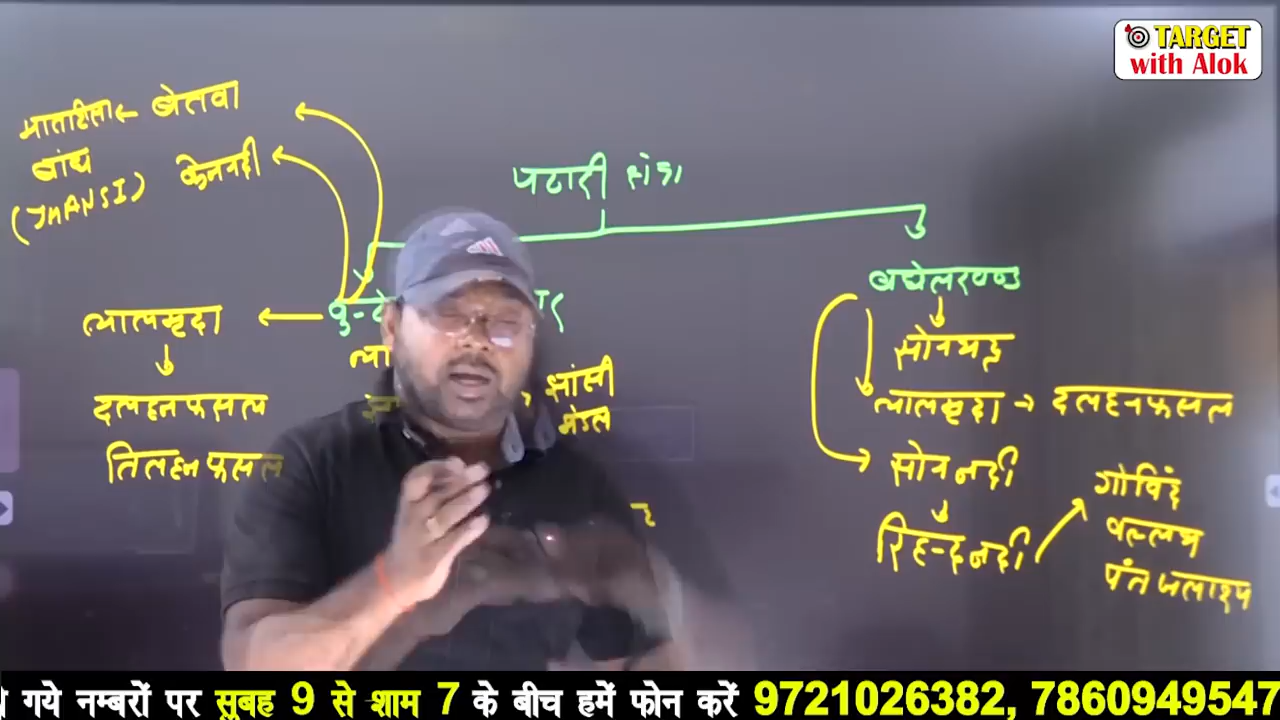 TARGET
with Alok
माताटीला ← बेतवा
बांध
(JHANSI) केन नदी
पठारी क्षेत्र
बघेलखण्ड
लालमृदा
सोनभद्र
झांसी
मंडल
लालमृदा → दलहन फसल
दलहन फसल
तिलहन फसल
सोन नदी
गोविंद
वल्लभ
पंत जलाशय
रिहन्द नदी
गये नम्बरों पर सुबह 9 से शाम 7 के बीच हमें फोन करें 9721026382, 7860949547